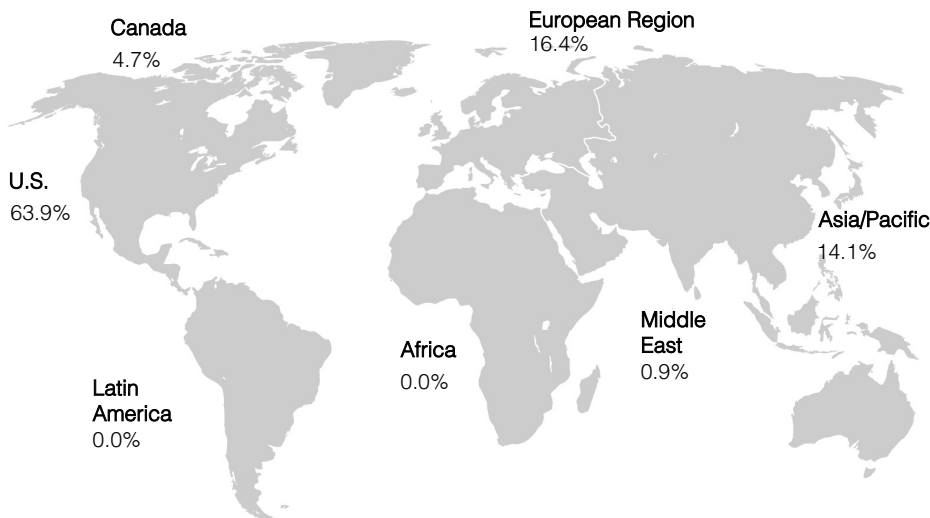 Canada
4.7%
European Region
16.4%
U.S.
63.9%
Asia/Pacific
14.1%
Middle
East
0.9%
Africa
0.0%
Latin
America
0.0%